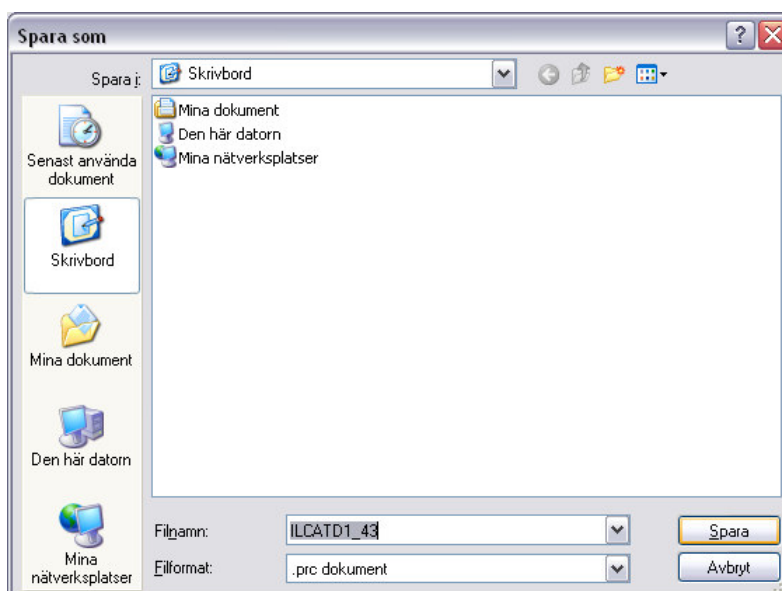 Spara som
Spara i:
Skrivbord
Senast använda
dokument
Skrivbord
Mina dokument
Den här datorn
Mina
nätverksplatser
Mina dokument
Den här datorn
Mina nätverksplatser
Filnamn:
ILCATD1_43
Spara
Filformat:
.prc dokument
Avbryt